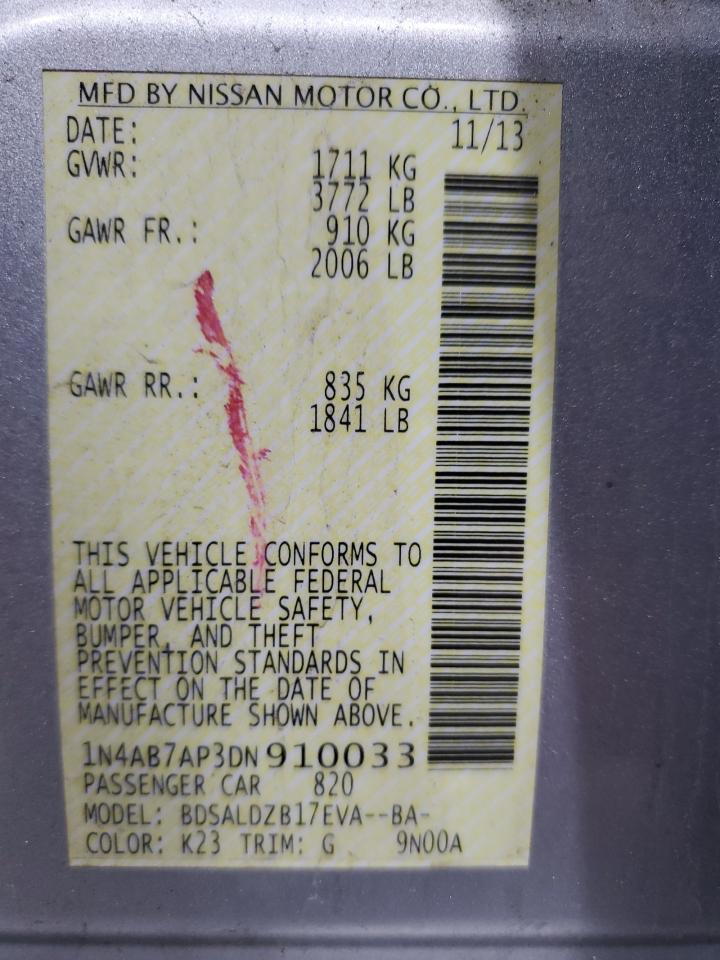 MFD BY NISSAN MOTOR CO., LTD.
DATE: 11/13
GVWR: 1711 KG
3772 LB
GAWR FR.: 910 KG
2006 LB
GAWR RR.: 835 KG
1841 LB
THIS VEHICLE CONFORMS TO
ALL APPLICABLE FEDERAL
MOTOR VEHICLE SAFETY,
BUMPER, AND THEFT
PREVENTION STANDARDS IN
EFFECT ON THE DATE OF
MANUFACTURE SHOWN ABOVE.
1N4AB7AP3DN910033
PASSENGER CAR 820
MODEL: BDSALDZB17EVA--BA-
COLOR: K23 TRIM: G 9N00A